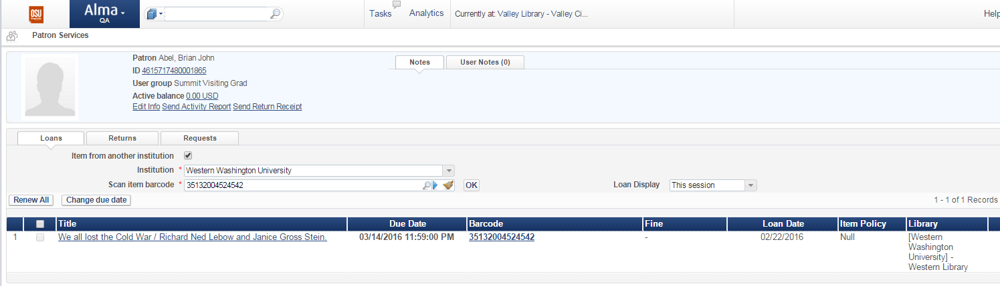 OSU
Alma
QA
Tasks
Analytics
Currently at: Valley Library - Valley Ci...
Help
Patron Services
Patron Abel, Brian John
ID 4615717480001865
User group Summit Visiting Grad
Active balance 0.00 USD
Edit Info Send Activity Report Send Return Receipt
Notes
User Notes (0)
Loans
Returns
Requests
Item from another institution
Institution * Western Washington University
Scan item barcode * 35132004524542
OK
Loan Display This session
Renew All
Change due date
1 - 1 of 1 Records
Title Due Date Barcode Fine Loan Date Item Policy Library
1 We all lost the Cold War / Richard Ned Lebow and Janice Gross Stein. 03/14/2016 11:59:00 PM 35132004524542 - 02/22/2016 Null [Western
Washington
University] -
Western Library